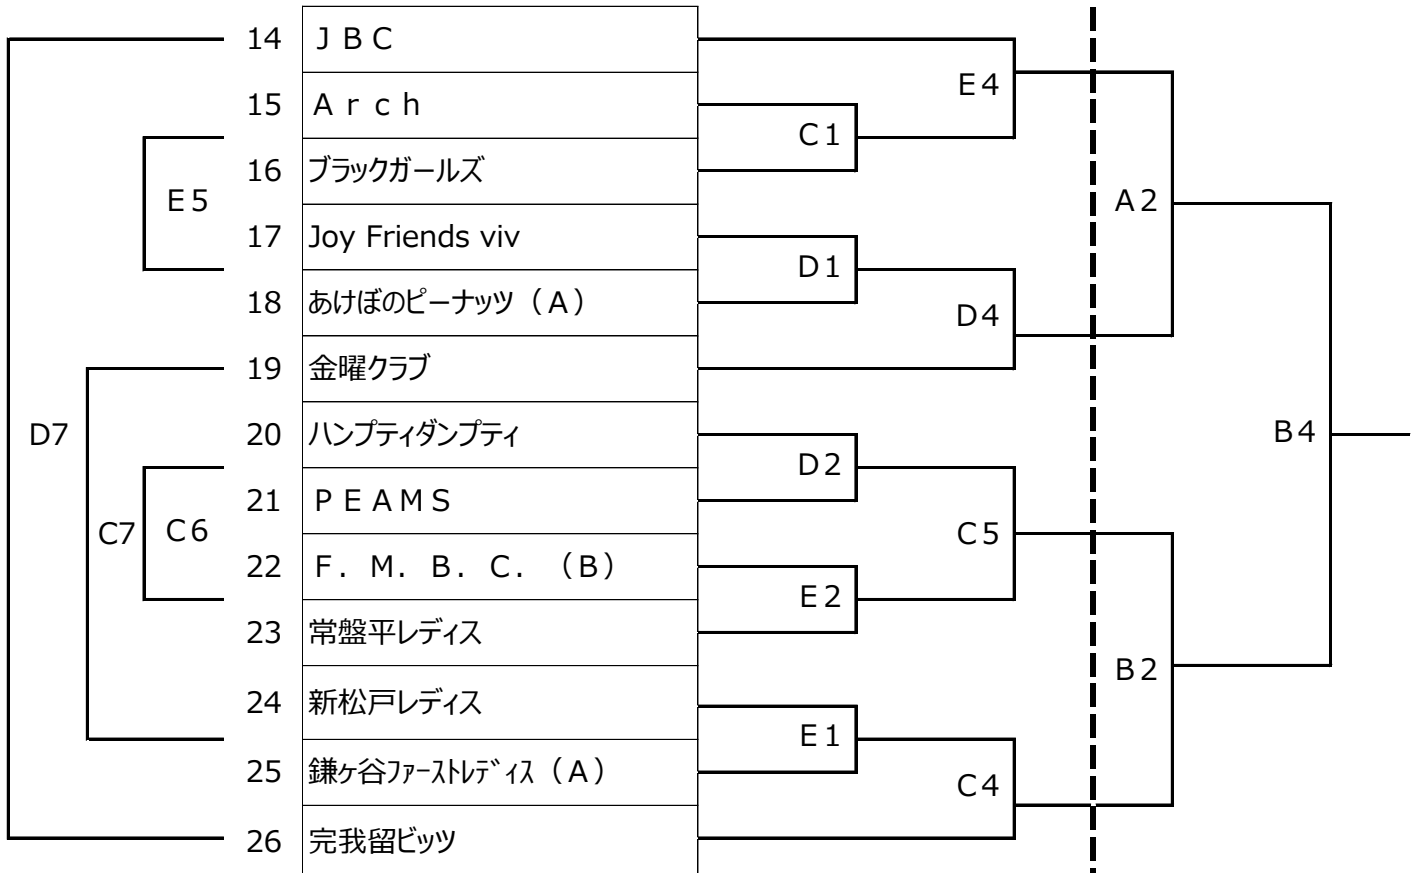 14 ＪＢＣ
15 Ａｒｃｈ
16 ブラックガールズ
17 Joy Friends viv
18 あけぼのピーナッツ（Ａ）
19 金曜クラブ
20 ハンプティダンプティ
21 ＰＥＡＭＳ
22 Ｆ．Ｍ．Ｂ．Ｃ．（Ｂ）
23 常盤平レディス
24 新松戸レディス
25 鎌ヶ谷ﾌｧｰｽﾄﾚﾃﾞｨｽ（Ａ）
26 完我留ビッツ
Ｅ5
D7
C7
Ｃ6
Ｃ1
Ｄ1
Ｄ2
Ｅ2
Ｅ1
Ｅ4
Ｄ4
Ｃ5
Ｃ4
Ａ2
Ｂ2
Ｂ4